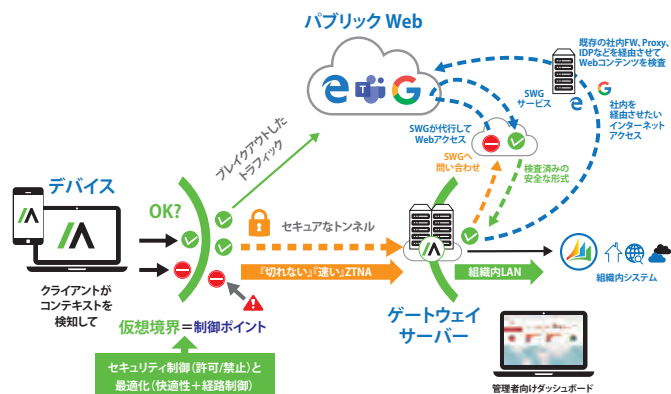 パブリック Web
既存の社内FW、Proxy、
IDPなどを経由させて
Webコンテンツを検査
SWG
サービス
社内を
経由させたい
インターネット
アクセス
SWGが代行して
Webアクセス
ブレイクアウトした
トラフィック
SWGへ
問い合わせ
検査済みの
安全な形式
デバイス
OK?
セキュアなトンネル
『切れない』『速い』ZTNA
組織内LAN
組織内システム
クライアントが
コンテキストを
検知して
仮想境界=制御ポイント
ゲートウェイ
サーバー
セキュリティ制御(許可/禁止)と
最適化(快適性+経路制御)
管理者向けダッシュボード